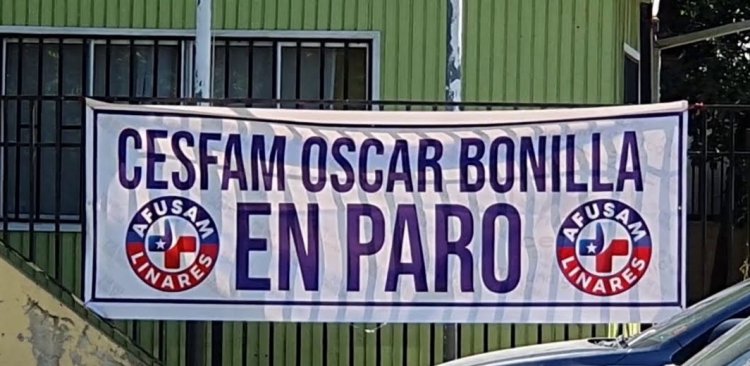 CESFAM OSCAR BONILLA
EN PARO
AFUSAM
LINARES
AFUSAM
LINARES